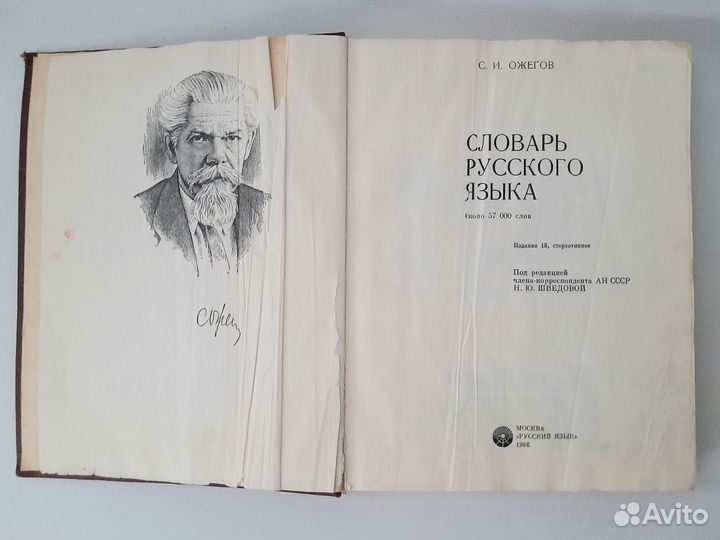 С. И. ОЖЕГОВ
СЛОВАРЬ
РУССКОГО
ЯЗЫКА
Около 57 000 слов
Издание 18, стереотипное
Под редакцией
члена-корреспондента АН СССР
Н. Ю. ШВЕДОВОЙ
МОСКВА
«РУССКИЙ ЯЗЫК»
1986
Avito